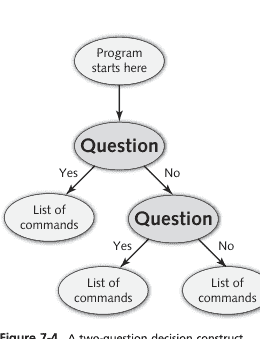 Program
starts here
Question
Yes
No
List of
commands
Question
Yes
No
List of
commands
List of
commands
Figure 7-4 A two-question decision construct